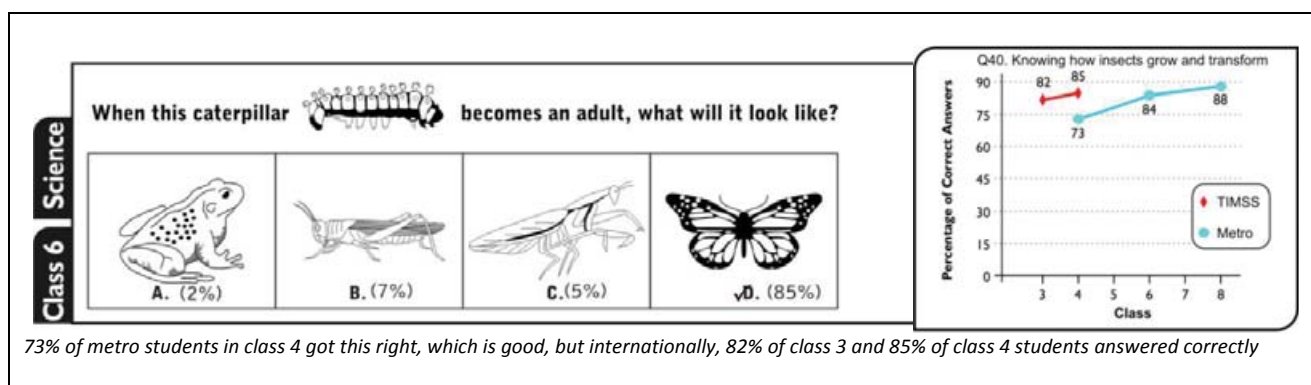 Class 6 Science
When this caterpillar becomes an adult, what will it look like?
A. (2%)
B. (7%)
C.(5%)
√D. (85%)
Q40. Knowing how insects grow and transform
Percentage of Correct Answers
90
75
60
45
30
15
0
82
85
73
84
88
TIMSS
Metro
3 4 5 6 7 8
Class
73% of metro students in class 4 got this right, which is good, but internationally, 82% of class 3 and 85% of class 4 students answered correctly